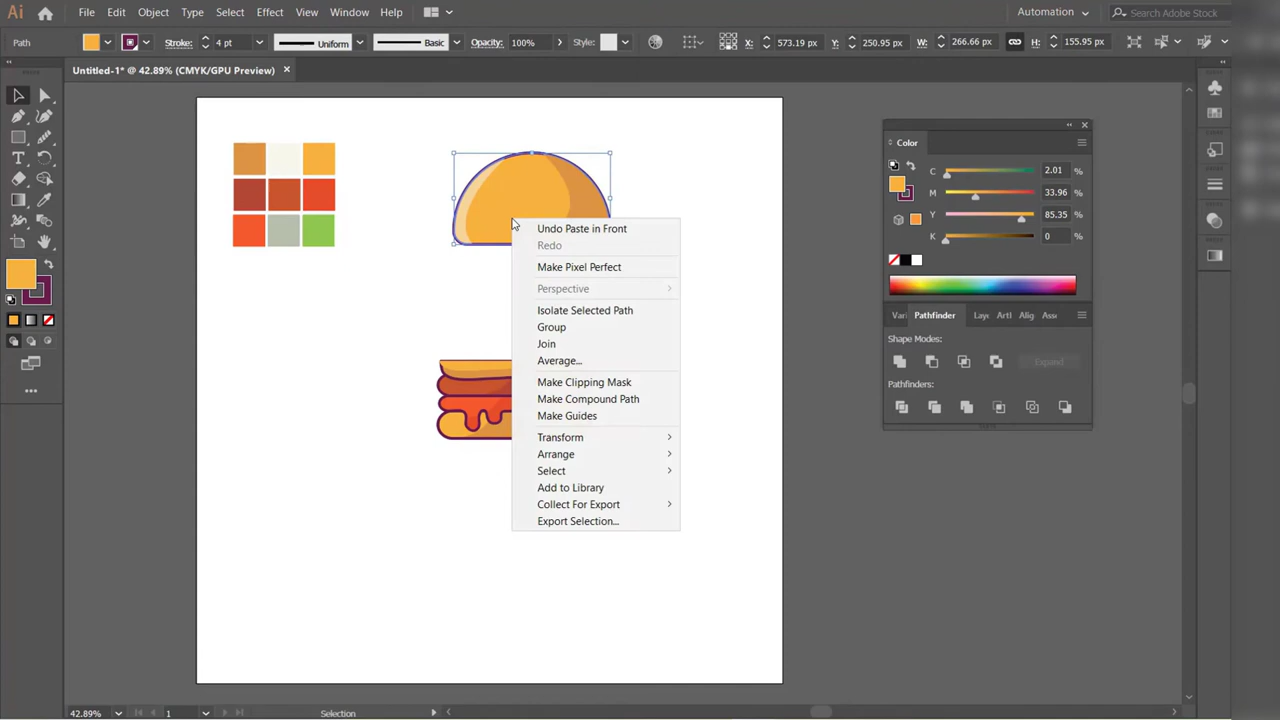 Ai File Edit Object Type Select Effect View Window Help Automation Search Adobe Stock
Path Stroke: 4 pt Uniform Basic Opacity: 100% Style: X: 573.19 px Y: 250.95 px W: 266.66 px H: 155.95 px
Untitled-1* @ 42.89% (CMYK/GPU Preview)
Color
C 2.01 %
M 33.96 %
Y 85.35 %
K 0 %
Undo Paste in Front
Redo
Make Pixel Perfect
Perspective
Isolate Selected Path
Group
Join
Average...
Make Clipping Mask
Make Compound Path
Make Guides
Transform
Arrange
Select
Add to Library
Collect For Export
Export Selection...
Vari Pathfinder Laye Artl Alig Asse
Shape Modes:
Expand
Pathfinders:
42.89% 1 Selection